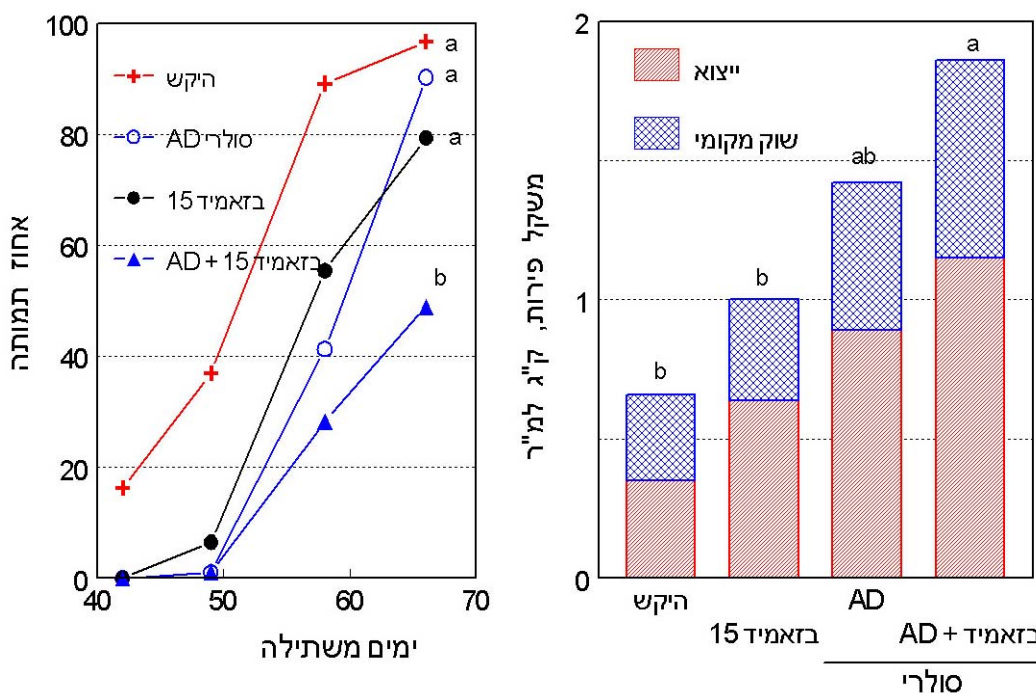 100
80
60
40
20
0
אחוז תמותה
היקש
סולרי AD
בזאמיד 15
בזאמיד 15 + AD
a
a
a
b
40
50
60
70
ימים משתילה
2
1
0
משקל פירות, ק"ג למ"ר
ייצוא
שוק מקומי
b
b
ab
a
היקש
בזאמיד 15
AD
בזאמיד + AD
סולרי